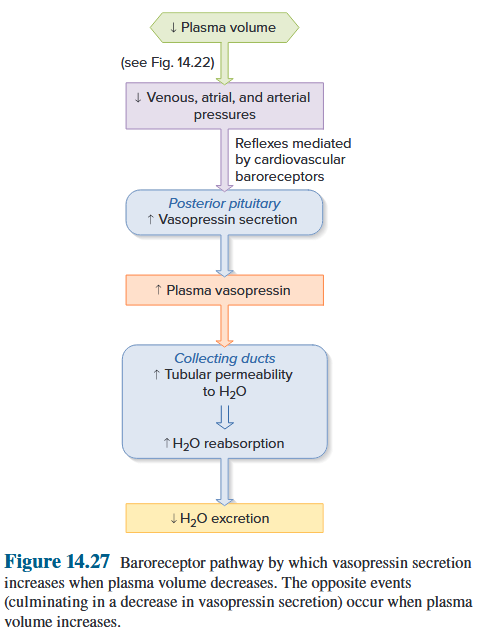 ↓ Plasma volume
(see Fig. 14.22)
↓ Venous, atrial, and arterial
pressures
Reflexes mediated
by cardiovascular
baroreceptors
Posterior pituitary
↑ Vasopressin secretion
↑ Plasma vasopressin
Collecting ducts
↑ Tubular permeability
to H₂O
↑ H₂O reabsorption
↓ H₂O excretion
Figure 14.27 Baroreceptor pathway by which vasopressin secretion
increases when plasma volume decreases. The opposite events
(culminating in a decrease in vasopressin secretion) occur when plasma
volume increases.